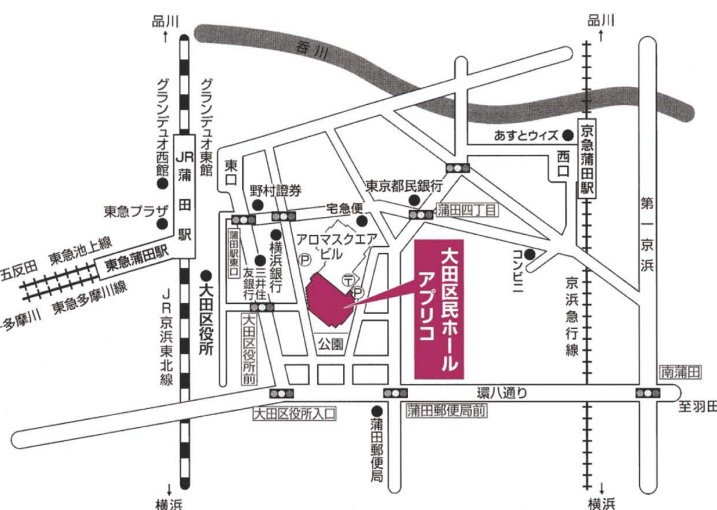 品川
品川
呑川
グランデュオ西館
グランデュオ東館
JR蒲田駅
東口
あすとウィズ
西口
京急蒲田駅
第一京浜
野村證券
東京都民銀行
東急プラザ
宅急便
蒲田四丁目
蒲田駅東口
横浜銀行
アロマスクエア
ビル
五反田
東急池上線
東急蒲田駅
多摩川
東急多摩川線
P
〒
P
大田区民ホール
アプリコ
コンビニ
三井住
友銀行
大田区役所
JR京浜東北線
大田区役所前
公園
京浜急行線
南蒲田
環八通り
至羽田
大田区役所入口
蒲田郵便局前
蒲田郵便局
横浜
横浜